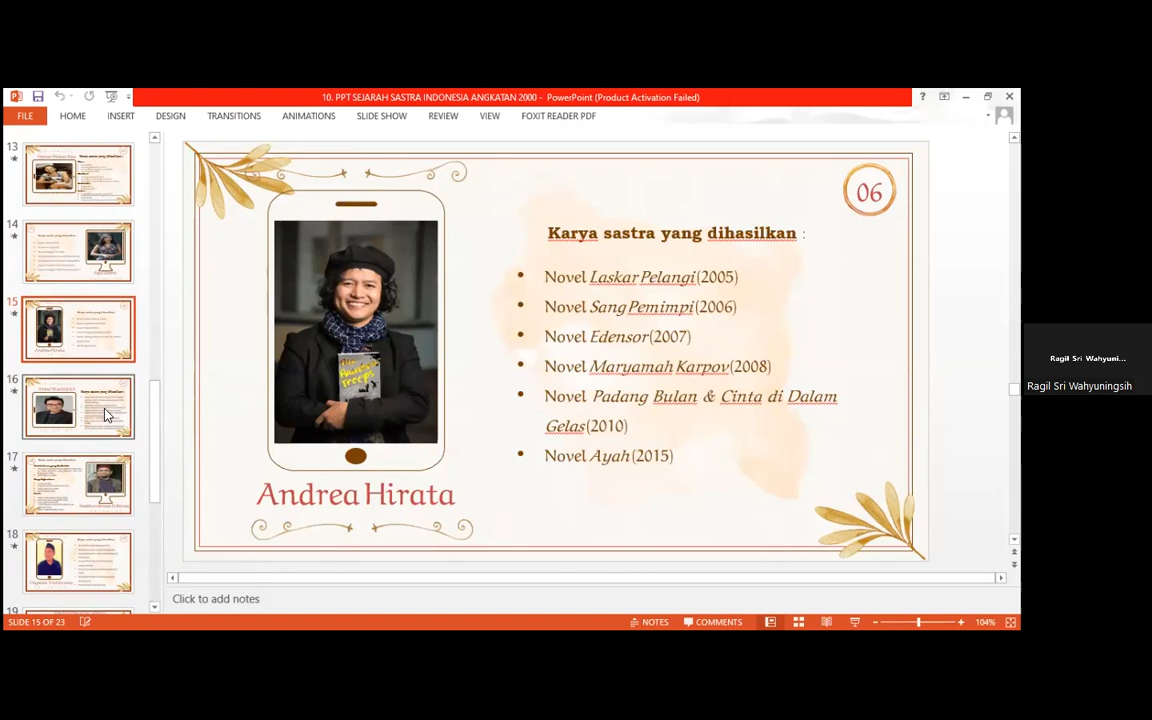 10. PPT SEJARAH SASTRA INDONESIA ANGKATAN 2000 - PowerPoint (Product Activation Failed)
FILE HOME INSERT DESIGN TRANSITIONS ANIMATIONS SLIDE SHOW REVIEW VIEW FOXIT READER PDF
13
14
15
16
17
18
19
06
Karya sastra yang dihasilkan :
• Novel Laskar Pelangi (2005)
• Novel Sang Pemimpi (2006)
• Novel Edensor (2007)
• Novel Maryamah Karpov (2008)
• Novel Padang Bulan & Cinta di Dalam
Gelas (2010)
• Novel Ayah (2015)
Andrea Hirata
Ragil Sri Wahyuni...
Ragil Sri Wahyuningsih
Click to add notes
SLIDE 15 OF 23 NOTES COMMENTS 104%